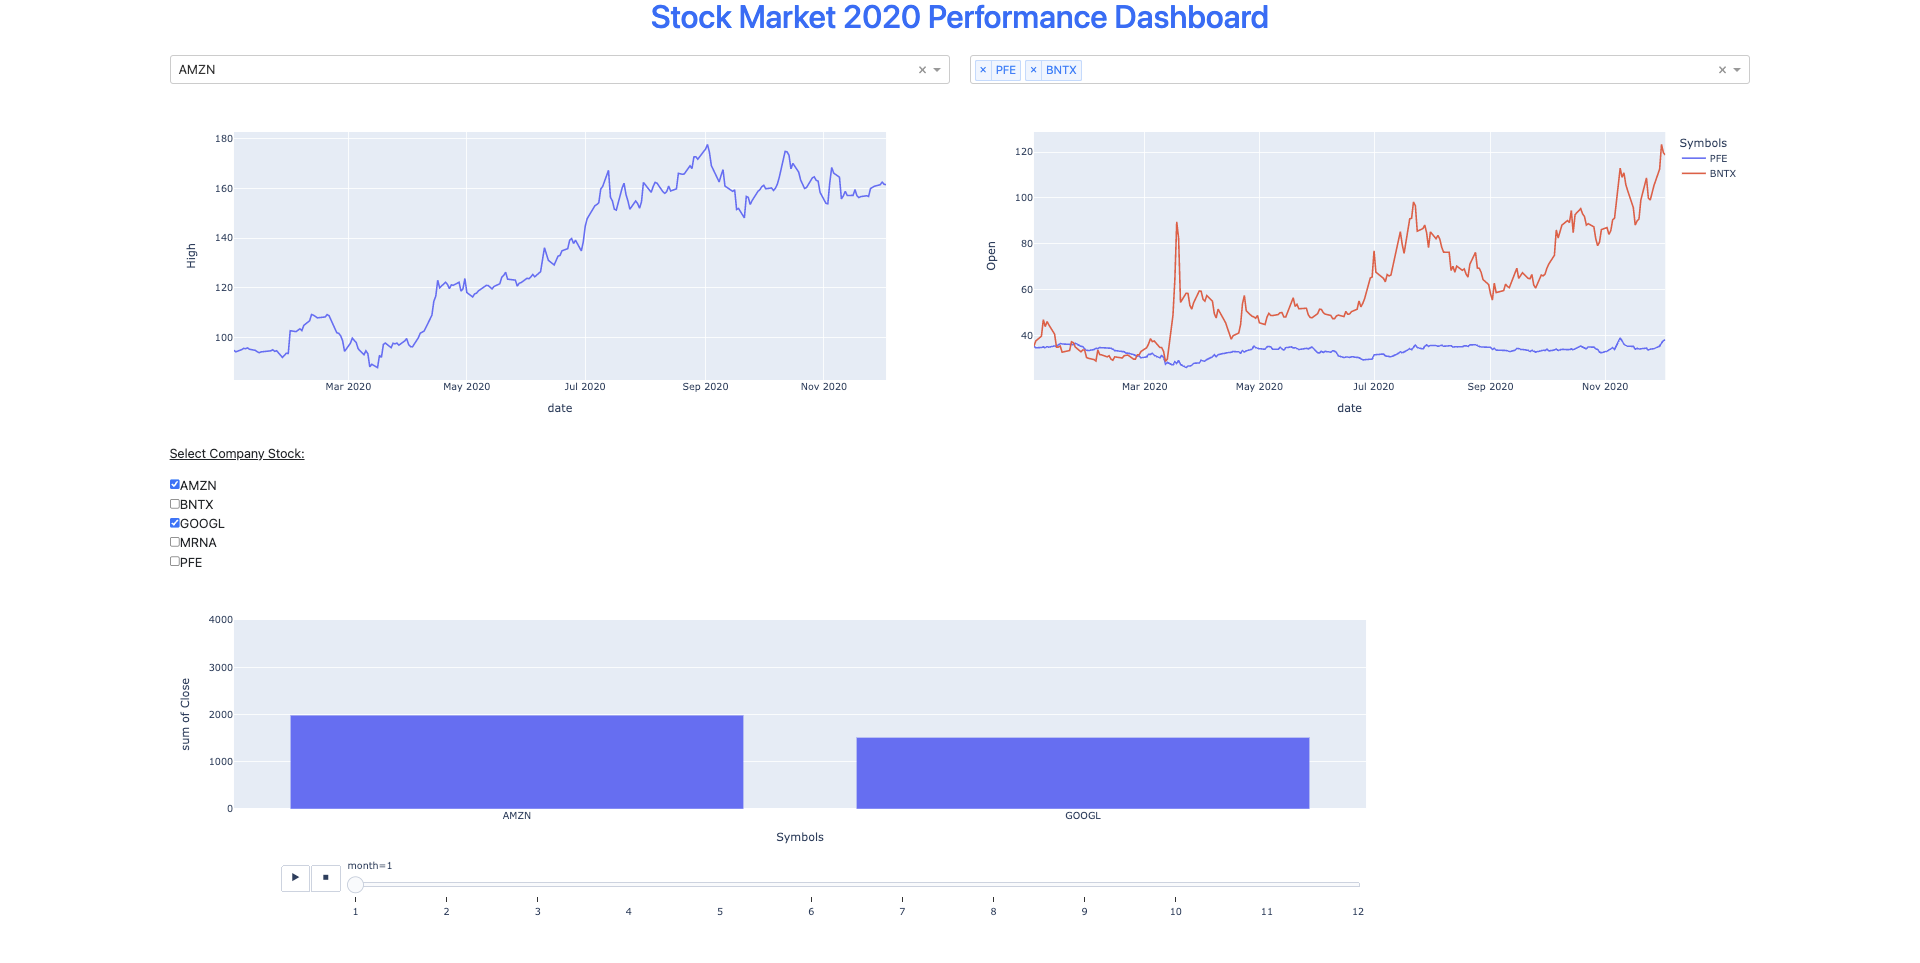 Stock Market 2020 Performance Dashboard
AMZN × 
× PFE × BNTX ×
180
160
140
120
100
High
Mar 2020 May 2020 Jul 2020 Sep 2020 Nov 2020
date
120
100
80
60
40
Open
Mar 2020 May 2020 Jul 2020 Sep 2020 Nov 2020
date
Symbols
PFE
BNTX
Select Company Stock:
AMZN
BNTX
GOOGL
MRNA
PFE
4000
3000
2000
1000
0
sum of Close
AMZN GOOGL
Symbols
month=1
1 2 3 4 5 6 7 8 9 10 11 12